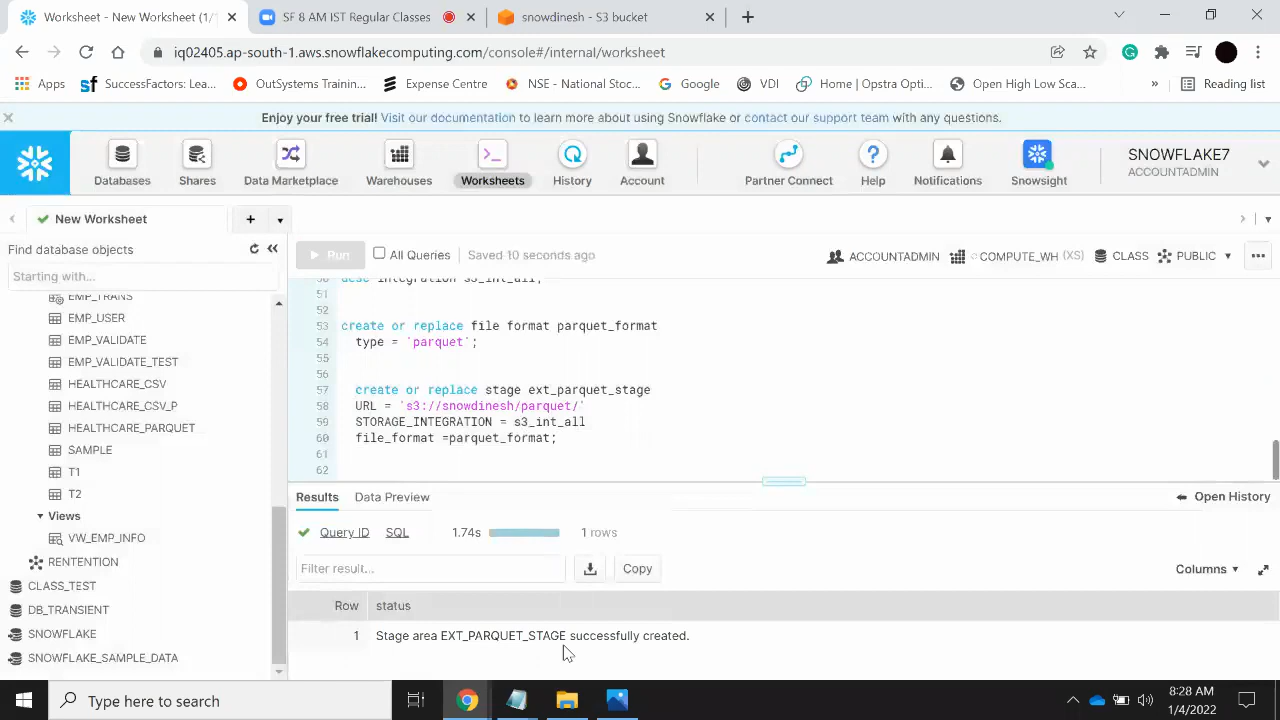 Worksheet - New Worksheet (1/1
SF 8 AM IST Regular Classes
snowdinesh - S3 bucket
iq02405.ap-south-1.aws.snowflakecomputing.com/console#/internal/worksheet
Apps
SuccessFactors: Lea...
OutSystems Training...
Expense Centre
NSE - National Stoc...
Google
VDI
Home | Opstra Opti...
Open High Low Sca...
»
Reading list
Enjoy your free trial! Visit our documentation to learn more about using Snowflake or contact our support team with any questions.
Databases
Shares
Data Marketplace
Warehouses
Worksheets
History
Account
Partner Connect
Help
Notifications
Snowsight
SNOWFLAKE7
ACCOUNTADMIN
New Worksheet
Find database objects
Starting with...
EMP_TRANS
EMP_USER
EMP_VALIDATE
EMP_VALIDATE_TEST
HEALTHCARE_CSV
HEALTHCARE_CSV_P
HEALTHCARE_PARQUET
SAMPLE
T1
T2
Views
VW_EMP_INFO
RENTENTION
CLASS_TEST
DB_TRANSIENT
SNOWFLAKE
SNOWFLAKE_SAMPLE_DATA
Run
All Queries
Saved 10 seconds ago
ACCOUNTADMIN
COMPUTE_WH (XS)
CLASS
PUBLIC
50 desc integration s3_int_all;
51
52
53 create or replace file format parquet_format
54 type = 'parquet';
55
56
57 create or replace stage ext_parquet_stage
58 URL = 's3://snowdinesh/parquet/'
59 STORAGE_INTEGRATION = s3_int_all
60 file_format =parquet_format;
61
62
Results
Data Preview
Open History
Query ID
SQL
1.74s
1 rows
Filter result...
Copy
Columns
Row
status
1
Stage area EXT_PARQUET_STAGE successfully created.
Type here to search
8:28 AM
1/4/2022